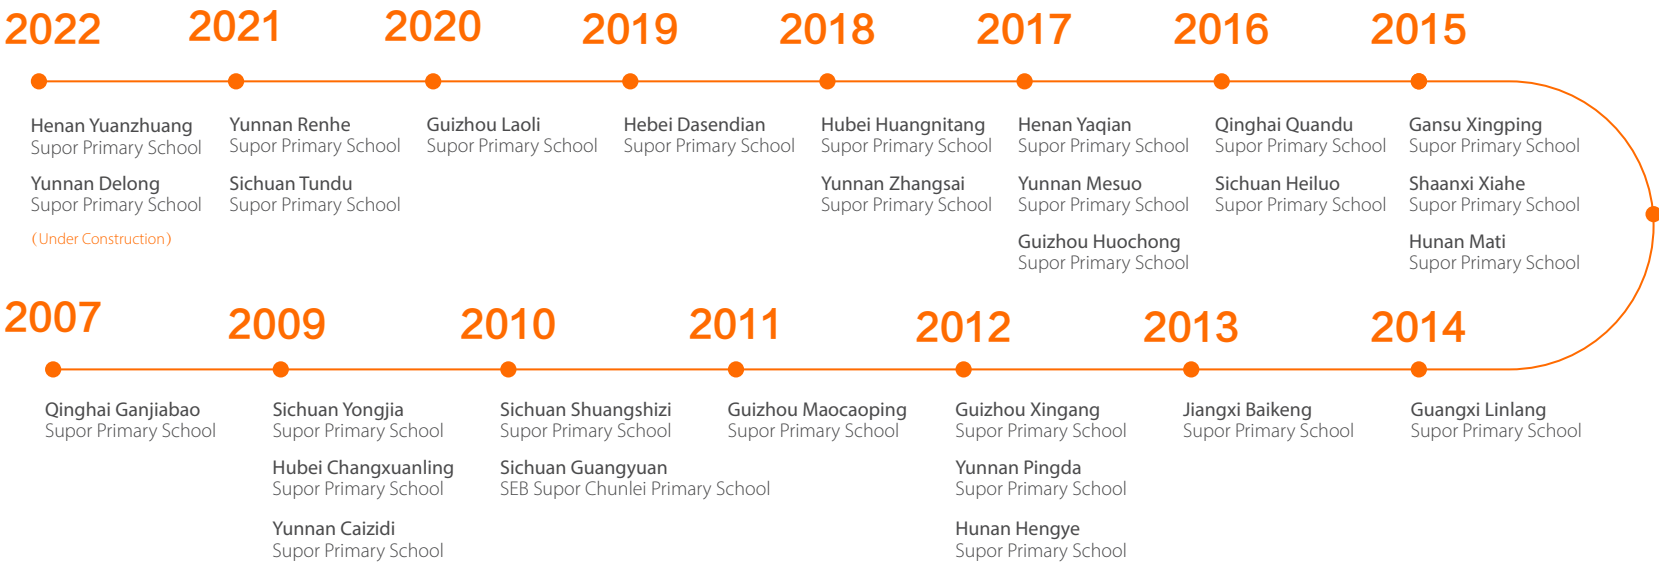 2022
Henan Yuanzhuang
Supor Primary School
Yunnan Delong
Supor Primary School
(Under Construction)
2021
Yunnan Renhe
Supor Primary School
Sichuan Tundu
Supor Primary School
2020
Guizhou Laoli
Supor Primary School
2019
Hebei Dasendian
Supor Primary School
2018
Hubei Huangnitang
Supor Primary School
Yunnan Zhangsai
Supor Primary School
2017
Henan Yaqian
Supor Primary School
Yunnan Mesuo
Supor Primary School
Guizhou Huochong
Supor Primary School
2016
Qinghai Quandu
Supor Primary School
Sichuan Heiluo
Supor Primary School
2015
Gansu Xingping
Supor Primary School
Shaanxi Xiahe
Supor Primary School
Hunan Mati
Supor Primary School
2007
Qinghai Ganjiabao
Supor Primary School
2009
Sichuan Yongjia
Supor Primary School
Hubei Changxuanling
Supor Primary School
Yunnan Caizidi
Supor Primary School
2010
Sichuan Shuangshizi
Supor Primary School
Sichuan Guangyuan
SEB Supor Chunlei Primary School
2011
Guizhou Maocaoping
Supor Primary School
2012
Guizhou Xingang
Supor Primary School
Yunnan Pingda
Supor Primary School
Hunan Hengye
Supor Primary School
2013
Jiangxi Baikeng
Supor Primary School
2014
Guangxi Linlang
Supor Primary School